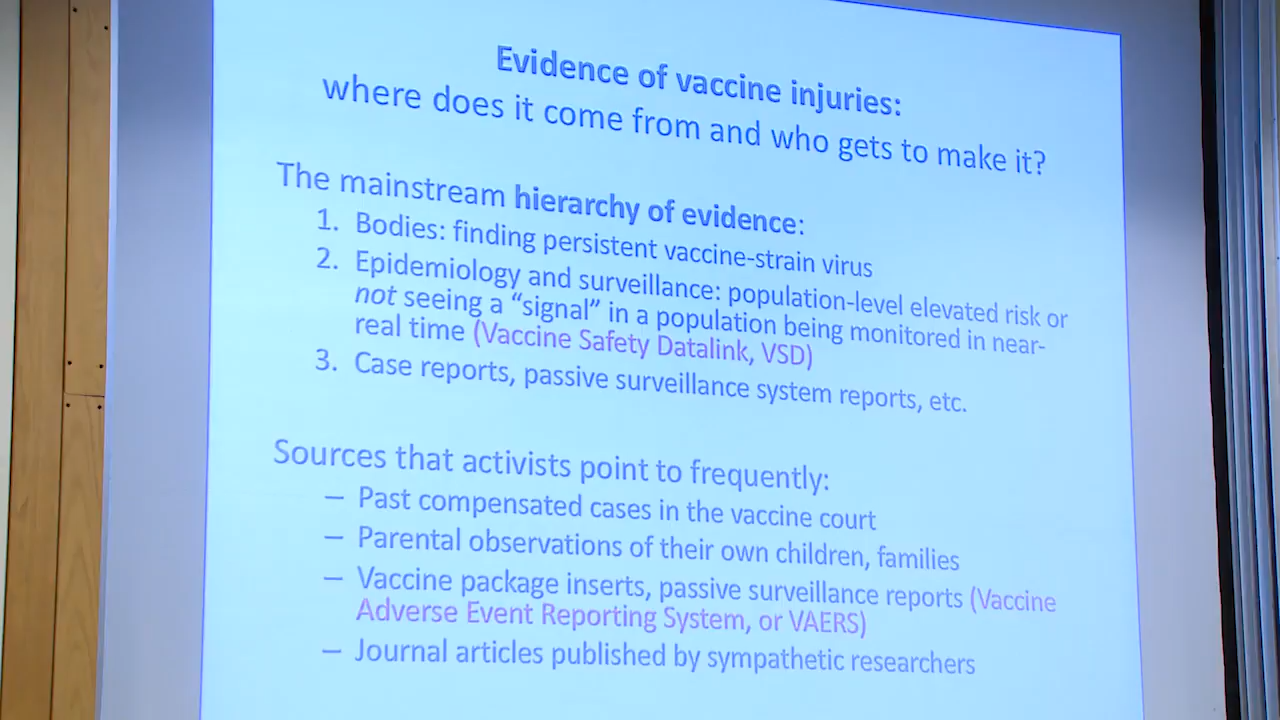 Evidence of vaccine injuries:
where does it come from and who gets to make it?
The mainstream hierarchy of evidence:
1. Bodies: finding persistent vaccine-strain virus
2. Epidemiology and surveillance: population-level elevated risk or
not seeing a “signal” in a population being monitored in near-
real time (Vaccine Safety Datalink, VSD)
3. Case reports, passive surveillance system reports, etc.
Sources that activists point to frequently:
– Past compensated cases in the vaccine court
– Parental observations of their own children, families
– Vaccine package inserts, passive surveillance reports (Vaccine
Adverse Event Reporting System, or VAERS)
– Journal articles published by sympathetic researchers